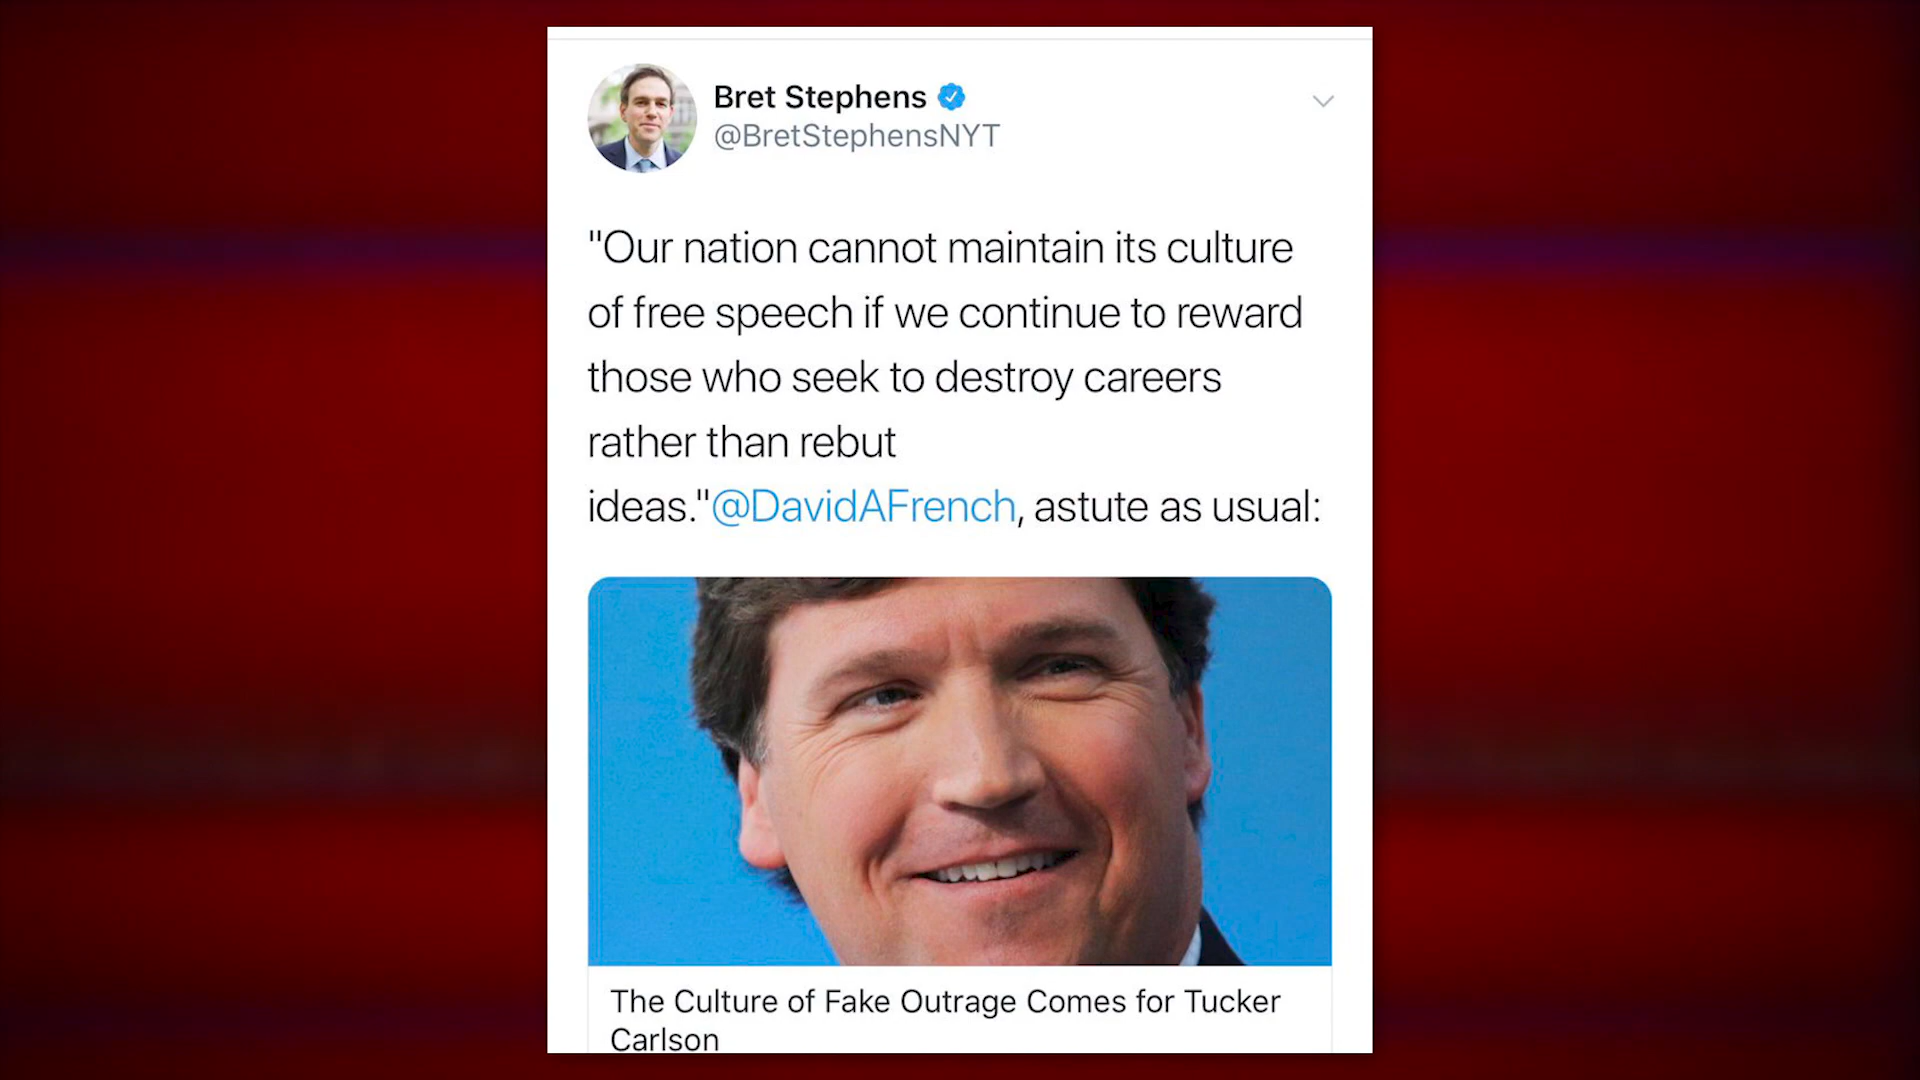 Bret Stephens
@BretStephensNYT
"Our nation cannot maintain its culture
of free speech if we continue to reward
those who seek to destroy careers
rather than rebut
ideas."@DavidAFrench, astute as usual:
The Culture of Fake Outrage Comes for Tucker
Carlson